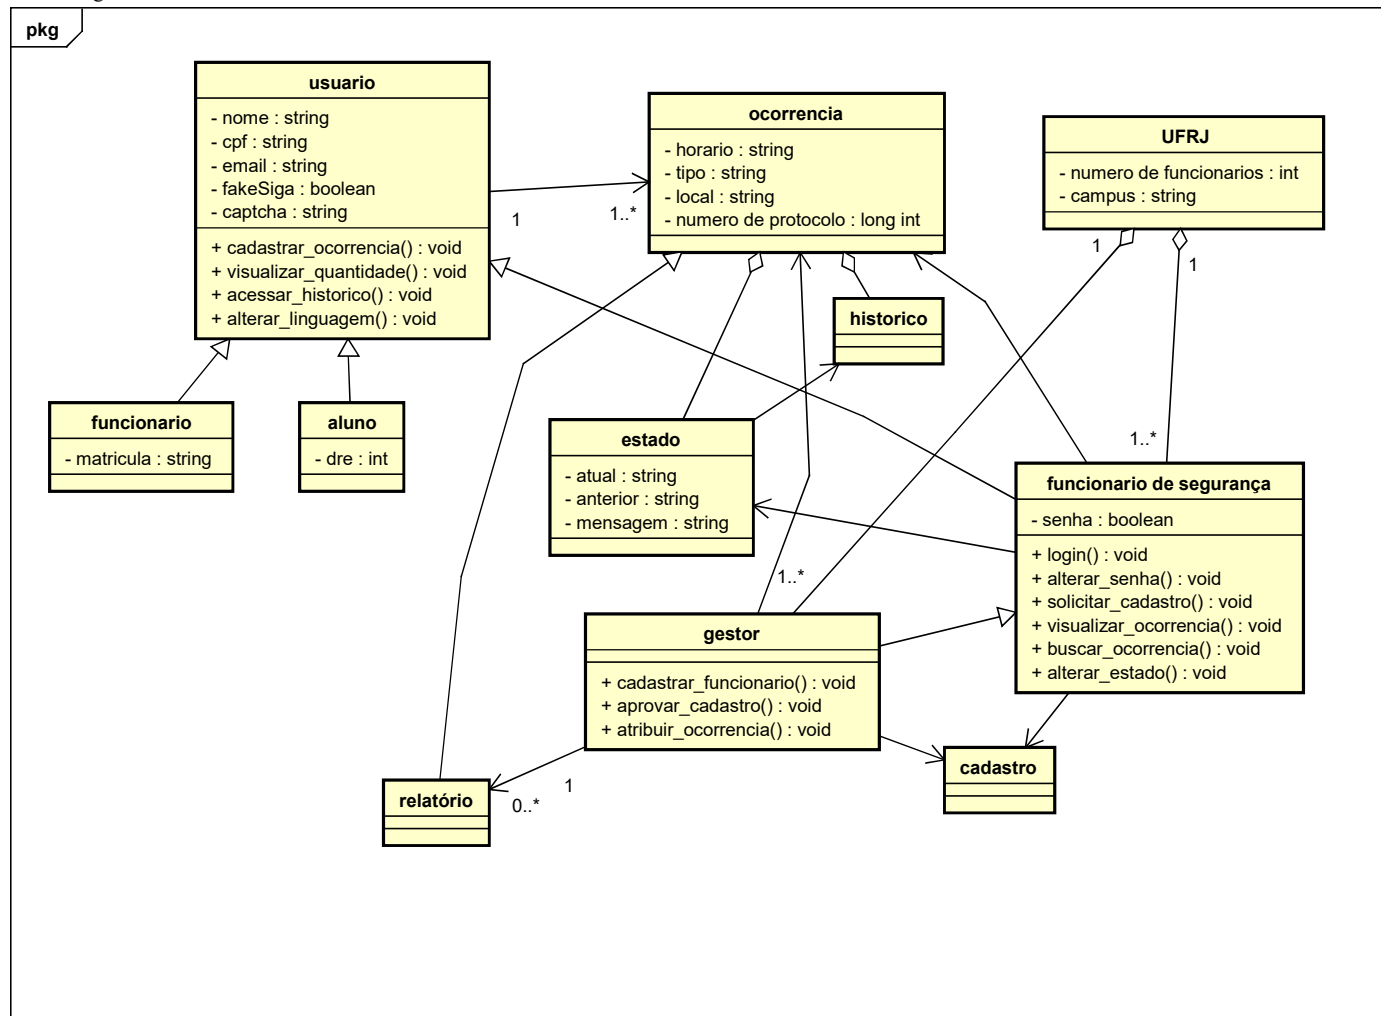 pkg
usuario
- nome : string
- cpf : string
- email : string
- fakeSiga : boolean
- captcha : string
+ cadastrar_ocorrencia() : void
+ visualizar_quantidade() : void
+ acessar_historico() : void
+ alterar_linguagem() : void
1
1..*
ocorrencia
- horario : string
- tipo : string
- local : string
- numero de protocolo : long int
UFRJ
- numero de funcionarios : int
- campus : string
1
1
historico
funcionario
- matricula : string
aluno
- dre : int
estado
- atual : string
- anterior : string
- mensagem : string
1..*
funcionario de segurança
- senha : boolean
+ login() : void
+ alterar_senha() : void
+ solicitar_cadastro() : void
+ visualizar_ocorrencia() : void
+ buscar_ocorrencia() : void
+ alterar_estado() : void
1..*
gestor
+ cadastrar_funcionario() : void
+ aprovar_cadastro() : void
+ atribuir_ocorrencia() : void
1
0..*
relatório
cadastro